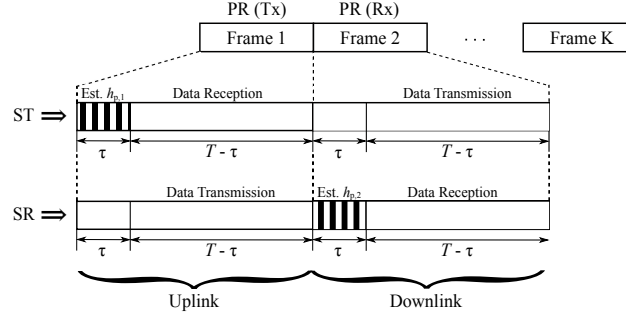 PR (Tx) PR (Rx)
Frame 1 Frame 2 . . . Frame K
Est. h_p,1 Data Reception Data Transmission
ST ⇒
τ T - τ τ T - τ
Data Transmission Est. h_p,2 Data Reception
SR ⇒
τ T - τ τ T - τ
Uplink Downlink